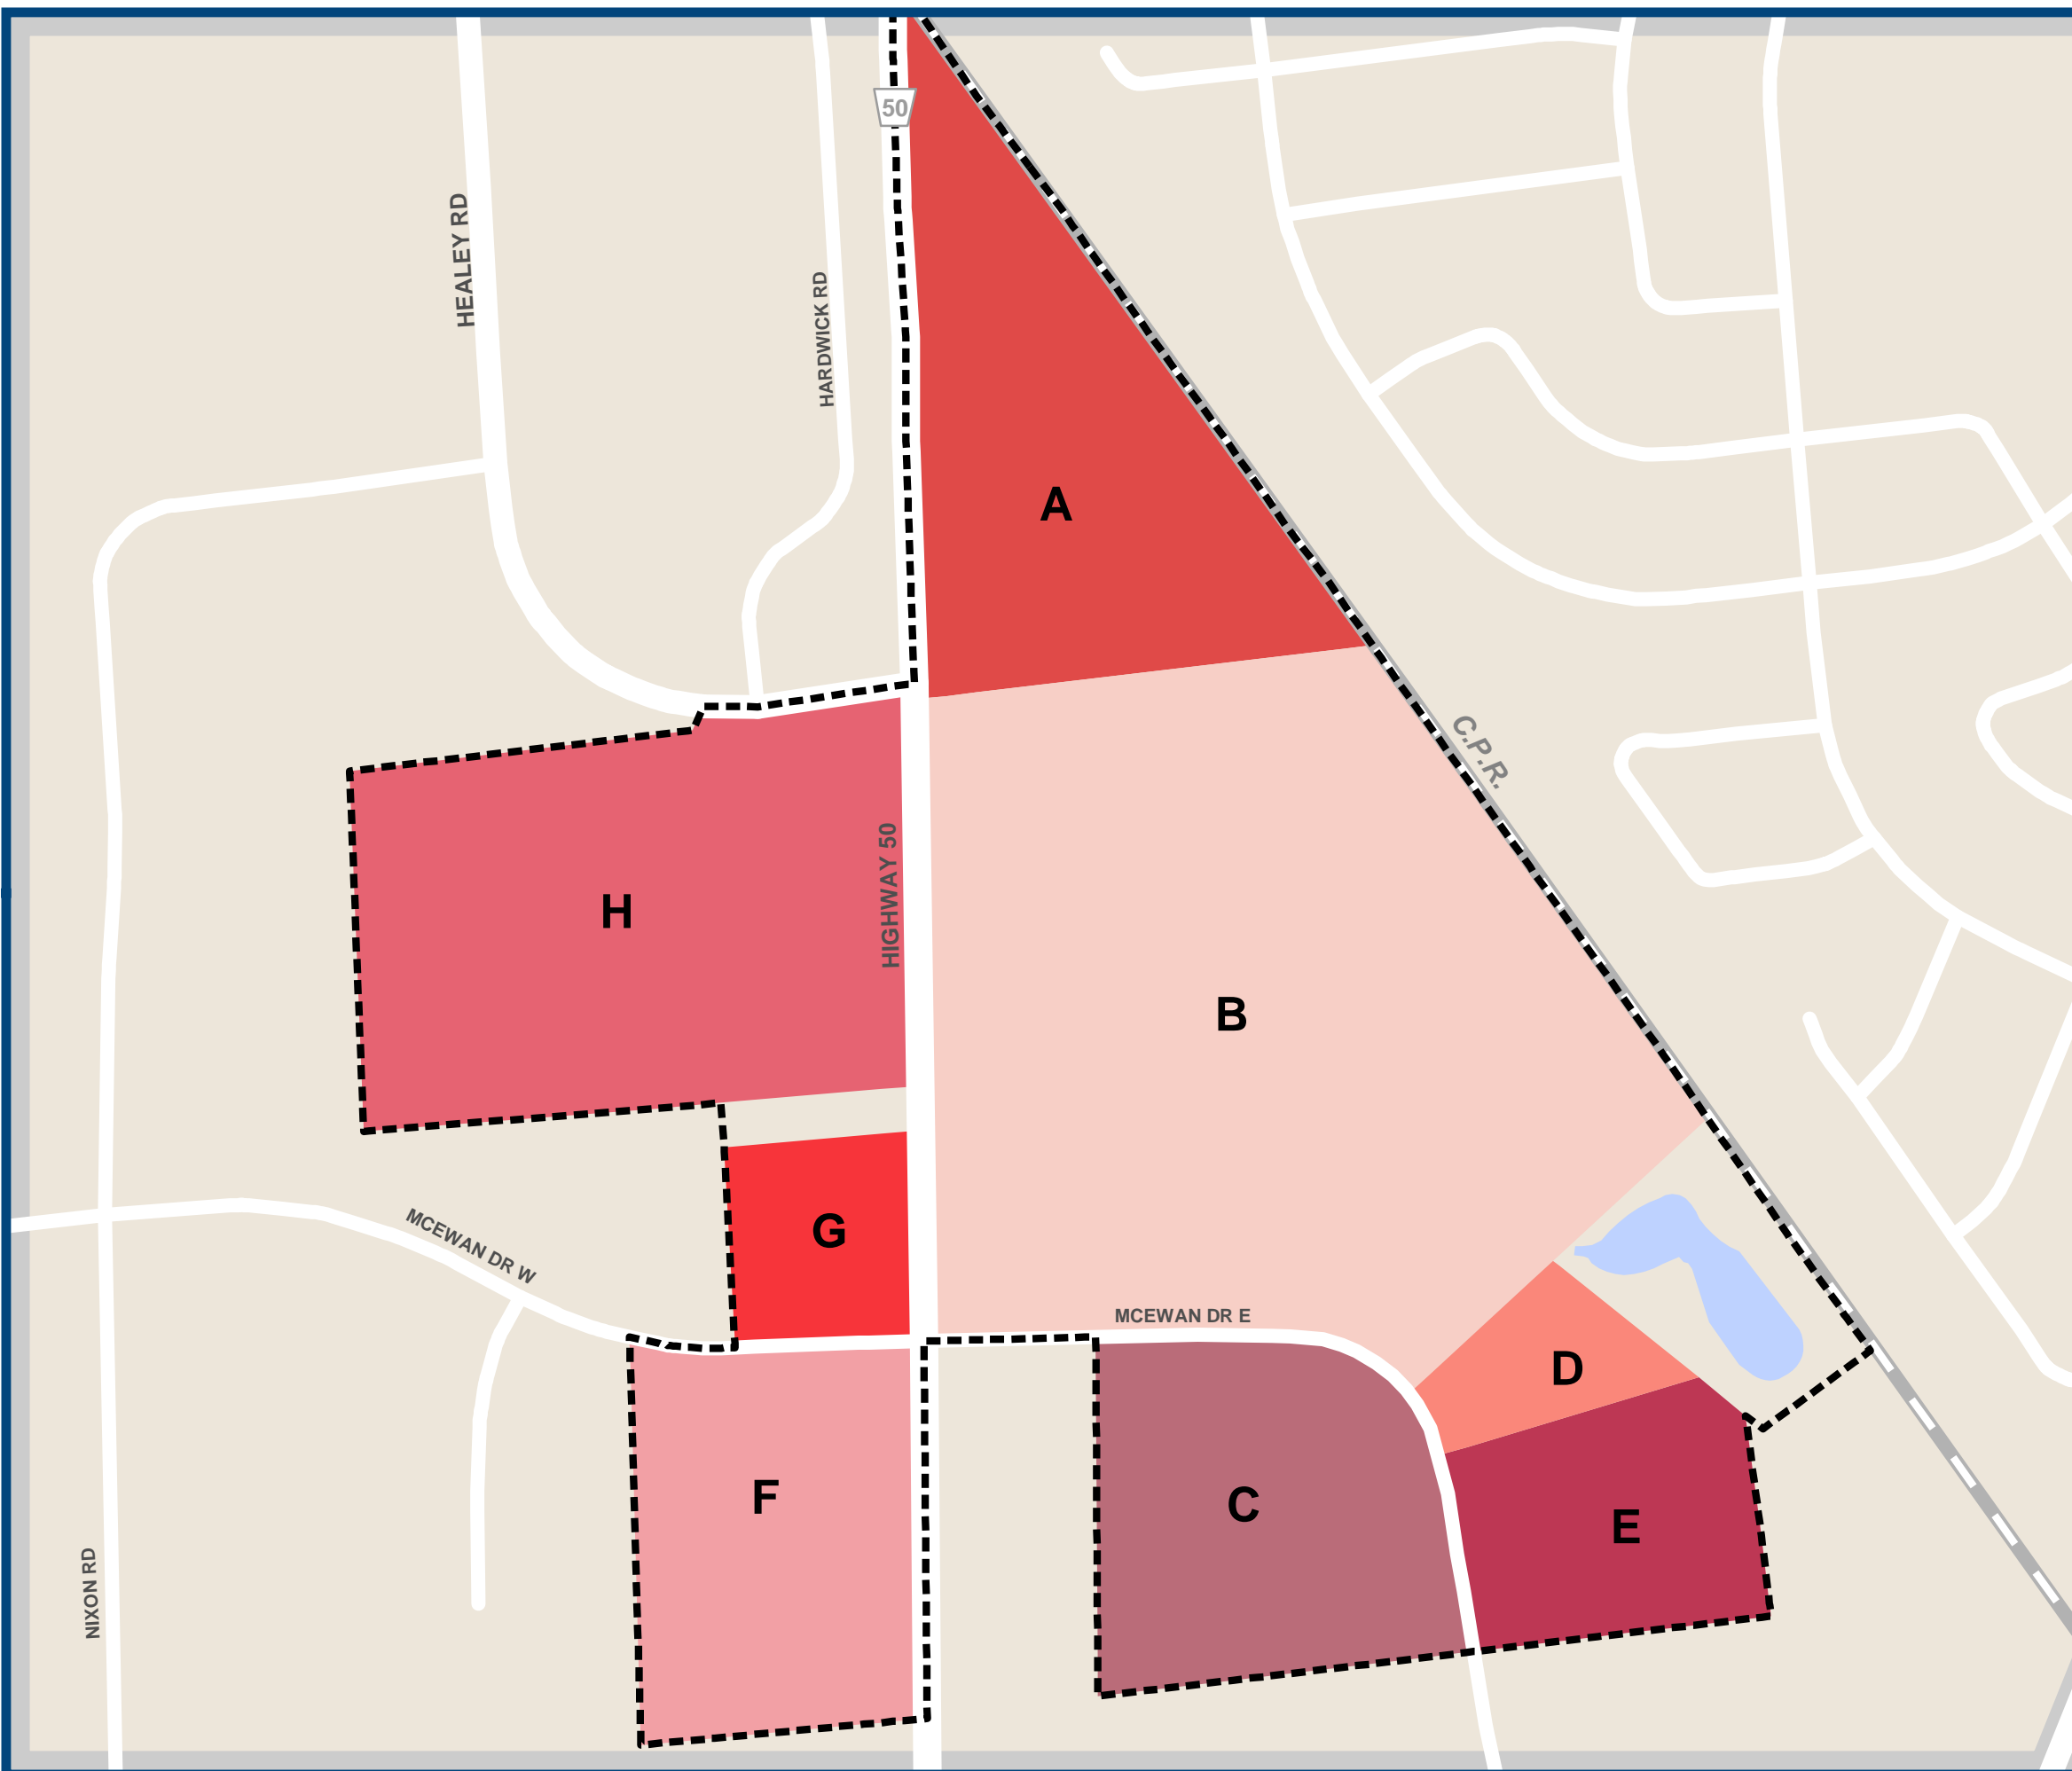 50
HEALEY RD
HARDWICK RD
A
C.P.R.
HIGHWAY 50
H
B
G
MCEWAN DR W
MCEWAN DR E
D
F
C
E
NIXON RD